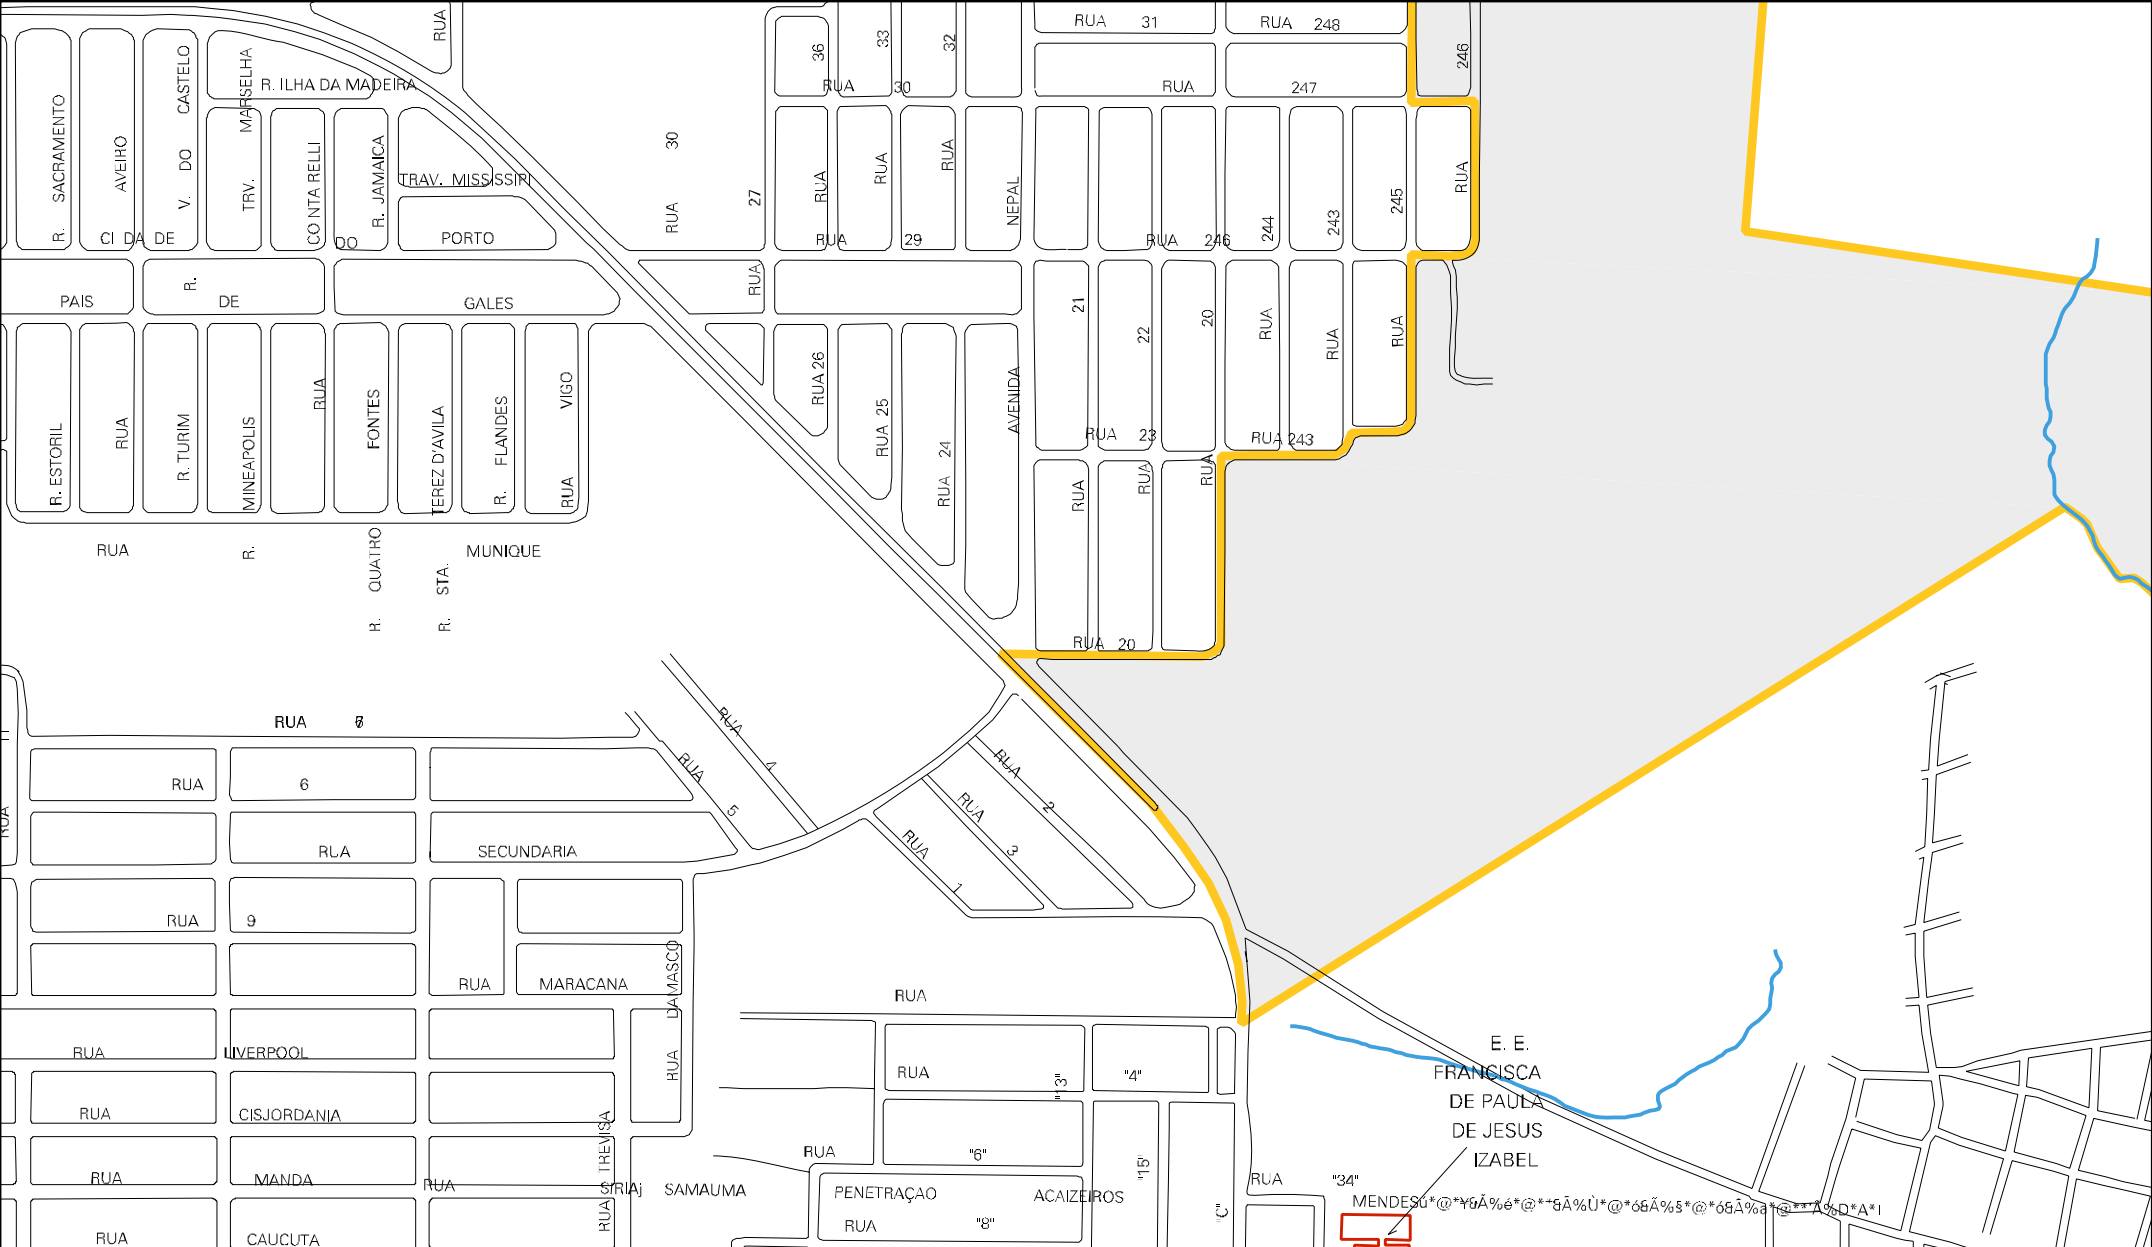 RUA
RUA 31
RUA 248
36
33
32
246
R. ILHA DA MADEIRA
RUA 30
RUA 247
R. SACRAMENTO
AVEIRO
V. DO CASTELO
TRV. MARSELHA
CO NTA RELLI
R. JAMAICA
TRAV. MISSISSIPI
RUA 30
RUA 27
RUA
RUA
RUA
NEPAL
244
243
245
RUA
CI DA DE DO PORTO
RUA 29
RUA 246
PAIS DE GALES
R.
21
22
20
RUA
RUA
RUA
R. ESTORIL
RUA
R. TURIM
R. MINEAPOLIS
RUA
R. QUATRO FONTES
R. STA. TEREZ D'AVILA
R. FLANDES
RUA VIGO
RUA 26
RUA 25
RUA 24
AVENIDA
RUA 23
RUA 243
RUA
RUA
RUA
RUA MUNIQUE
RUA 20
RUA
RUA 4
RUA 5
RUA 2
RUA 3
RUA 1
RUA 6
RUA
RLA SECUNDARIA
RUA 9
RUA MARACANA
RUA DAMASCO
RUA
RUA LIVERPOOL
RUA "4"
"13"
RUA CISJORDANIA
RUA TREVISA
RUA "6"
"15"
RUA MANDA
RUA SIRIAj SAMAUMA
PENETRAÇAO ACAIZEIROS
RUA "8"
"C"
RUA CAUCUTA
RUA "34"
E. E.
FRANCISCA
DE PAULA
DE JESUS
IZABEL